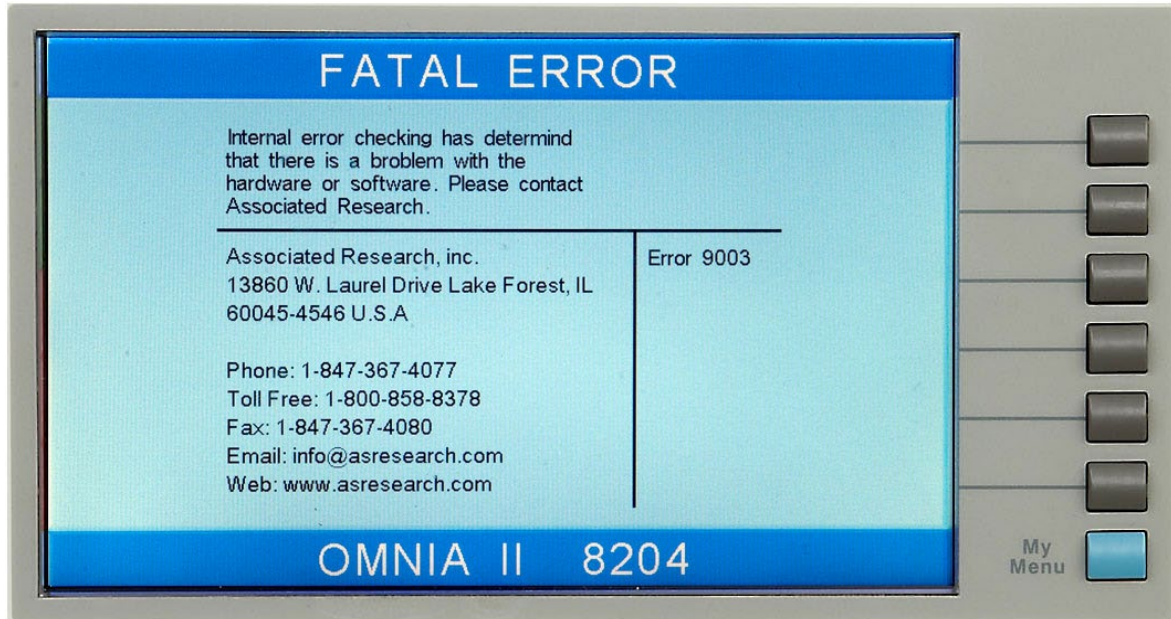 FATAL ERROR
Internal error checking has determind
that there is a broblem with the
hardware or software. Please contact
Associated Research.
Associated Research, inc.
13860 W. Laurel Drive Lake Forest, IL
60045-4546 U.S.A
Phone: 1-847-367-4077
Toll Free: 1-800-858-8378
Fax: 1-847-367-4080
Email: info@asresearch.com
Web: www.asresearch.com
Error 9003
OMNIA II 8204
My
Menu